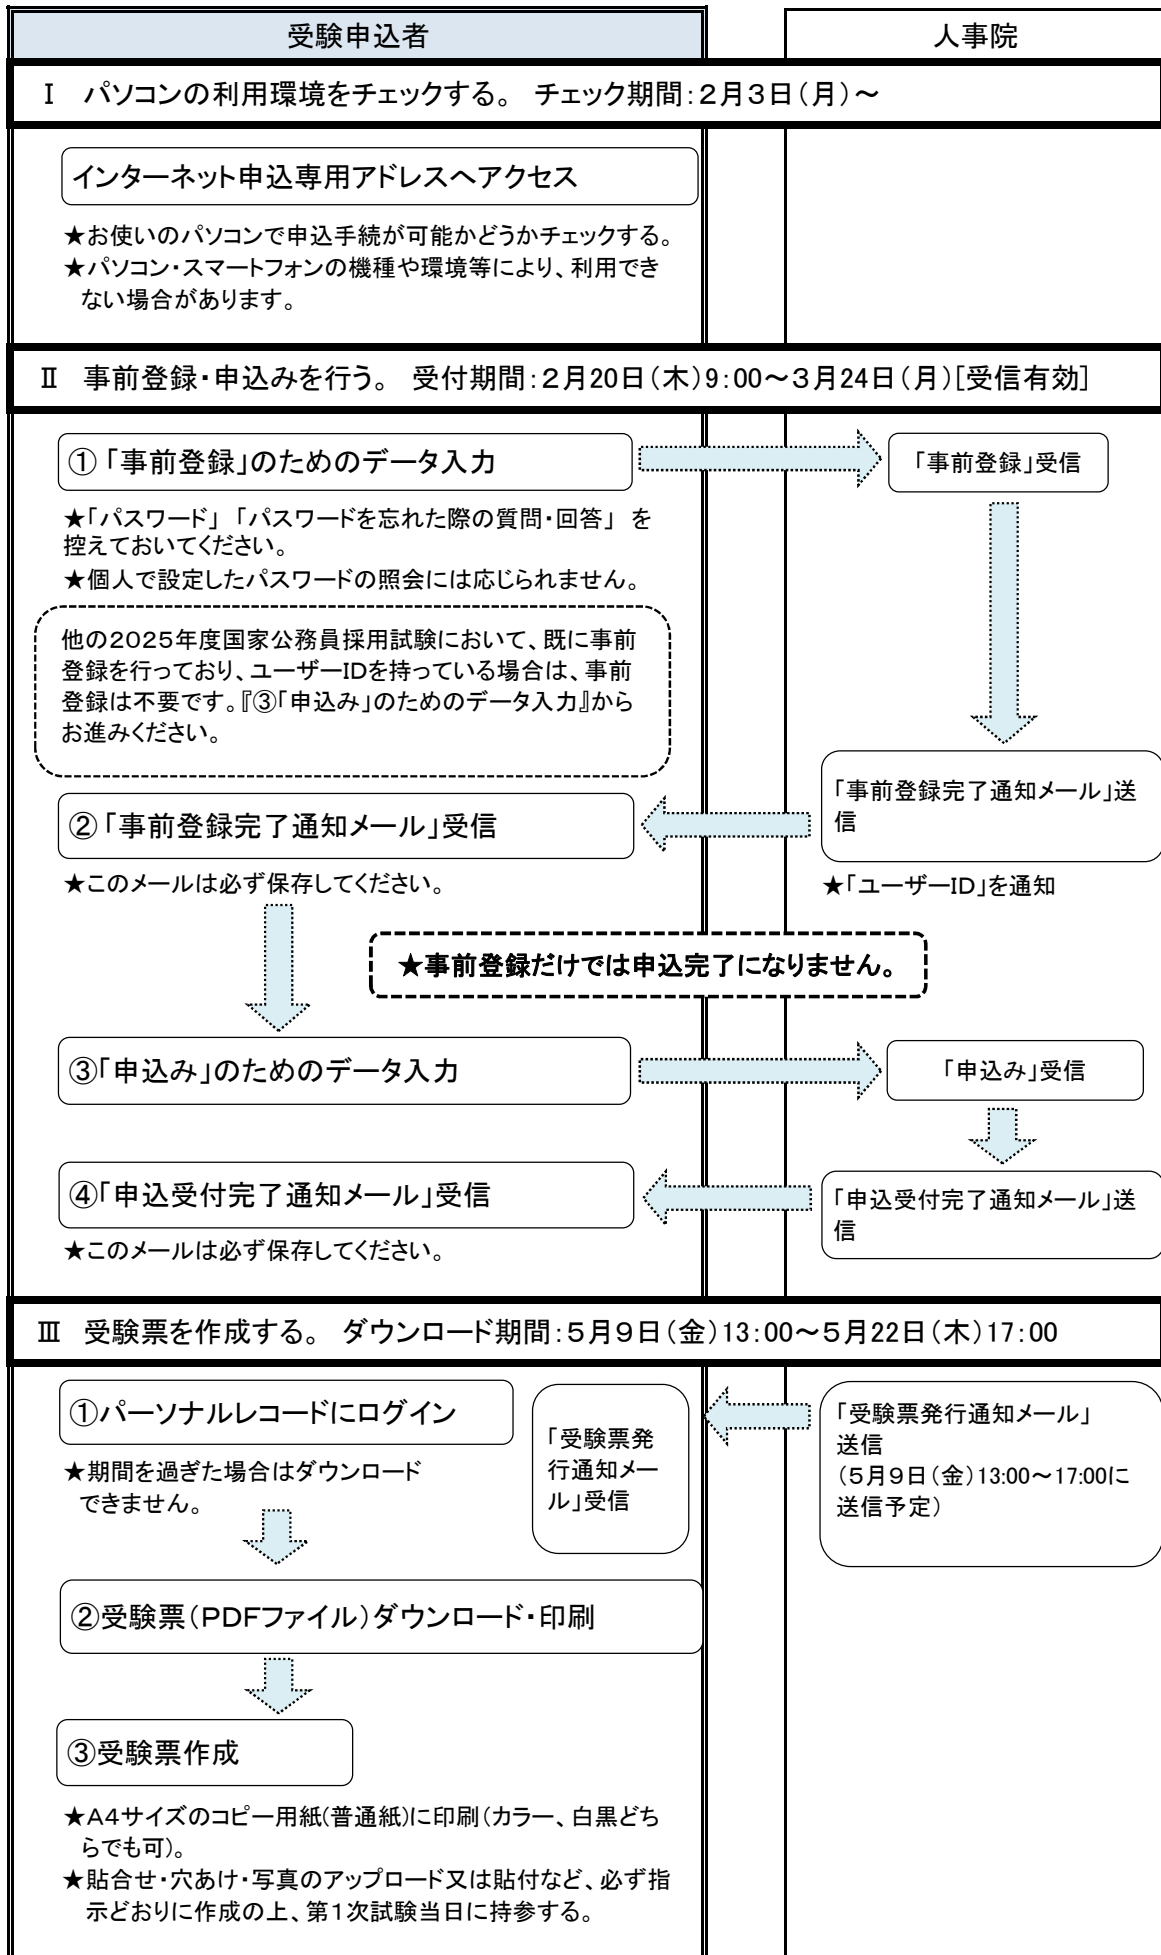 受験申込者
人事院
Ⅰ　パソコンの利用環境をチェックする。　チェック期間：２月３日（月）～
インターネット申込専用アドレスへアクセス
★お使いのパソコンで申込手続が可能かどうかチェックする。
★パソコン・スマートフォンの機種や環境等により、利用でき
ない場合があります。
Ⅱ　事前登録・申込みを行う。　受付期間：２月20日（木）9：00～３月24日（月）[受信有効]
①「事前登録」のためのデータ入力
「事前登録」受信
★「パスワード」「パスワードを忘れた際の質問・回答」 を
控えておいてください。
★個人で設定したパスワードの照会には応じられません。
他の２０２５年度国家公務員採用試験において、既に事前
登録を行っており、ユーザーIDを持っている場合は、事前
登録は不要です。『③「申込み」のためのデータ入力』から
お進みください。
「事前登録完了通知メール」送
信
②「事前登録完了通知メール」受信
★このメールは必ず保存してください。
★「ユーザーID」を通知
★事前登録だけでは申込完了になりません。
③「申込み」のためのデータ入力
「申込み」受信
④「申込受付完了通知メール」受信
「申込受付完了通知メール」送
信
★このメールは必ず保存してください。
Ⅲ　受験票を作成する。　ダウンロード期間：５月９日（金）13：00～５月22日（木）17：00
①パーソナルレコードにログイン
★期間を過ぎた場合はダウンロード
できません。
「受験票発
行通知メー
ル」受信
「受験票発行通知メール」
送信
（５月９日（金）13:00～17:00に
送信予定）
②受験票（ＰＤＦファイル）ダウンロード・印刷
③受験票作成
★Ａ４サイズのコピー用紙(普通紙)に印刷（カラー、白黒どち
らでも可）。
★貼合せ・穴あけ・写真のアップロード又は貼付など、必ず指
示どおりに作成の上、第１次試験当日に持参する。